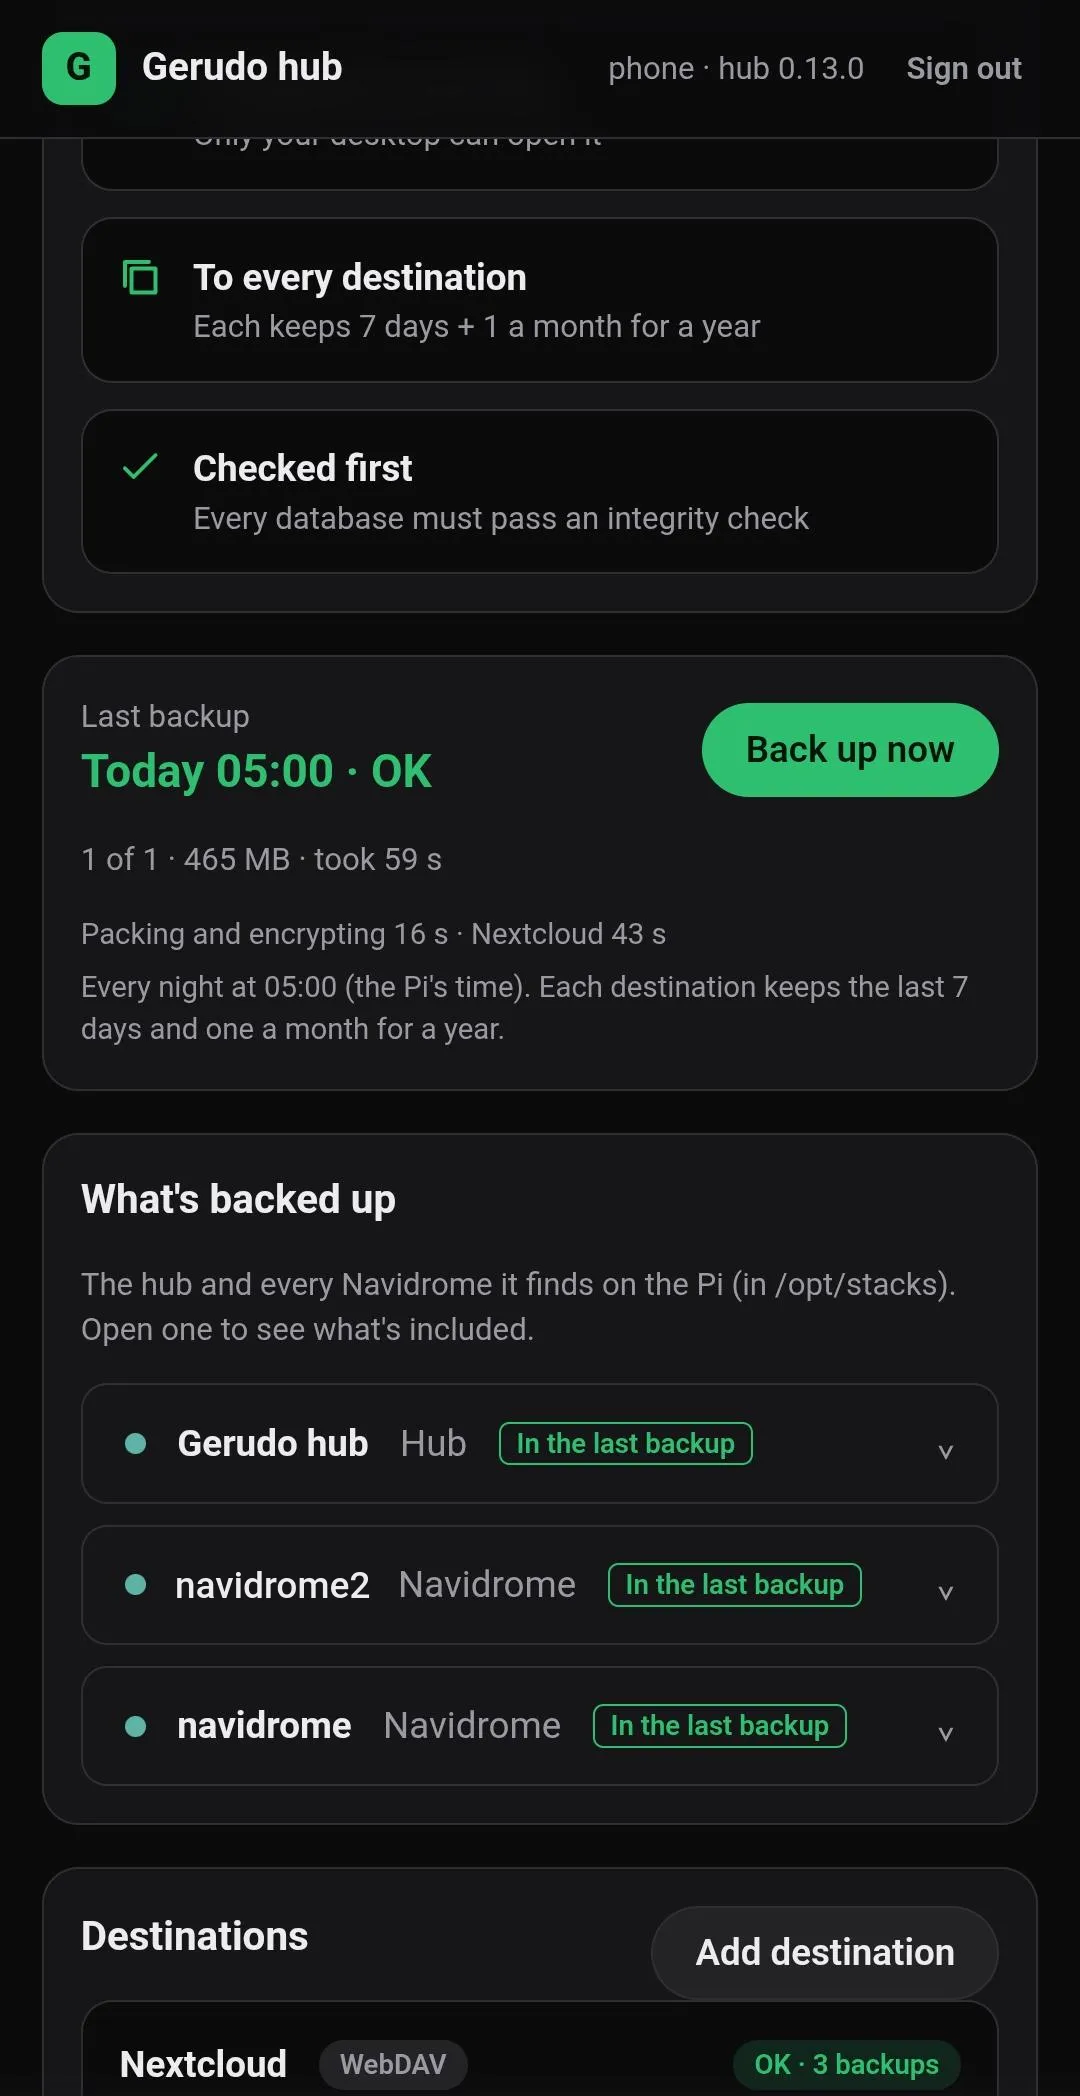 G Gerudo hub phone · hub 0.13.0 Sign out
Only your desktop can open it
To every destination
Each keeps 7 days + 1 a month for a year
Checked first
Every database must pass an integrity check
Last backup
Today 05:00 · OK
Back up now
1 of 1 · 465 MB · took 59 s
Packing and encrypting 16 s · Nextcloud 43 s
Every night at 05:00 (the Pi's time). Each destination keeps the last 7
days and one a month for a year.
What's backed up
The hub and every Navidrome it finds on the Pi (in /opt/stacks).
Open one to see what's included.
Gerudo hub Hub In the last backup
navidrome2 Navidrome In the last backup
navidrome Navidrome In the last backup
Destinations Add destination
Nextcloud WebDAV OK · 3 backups